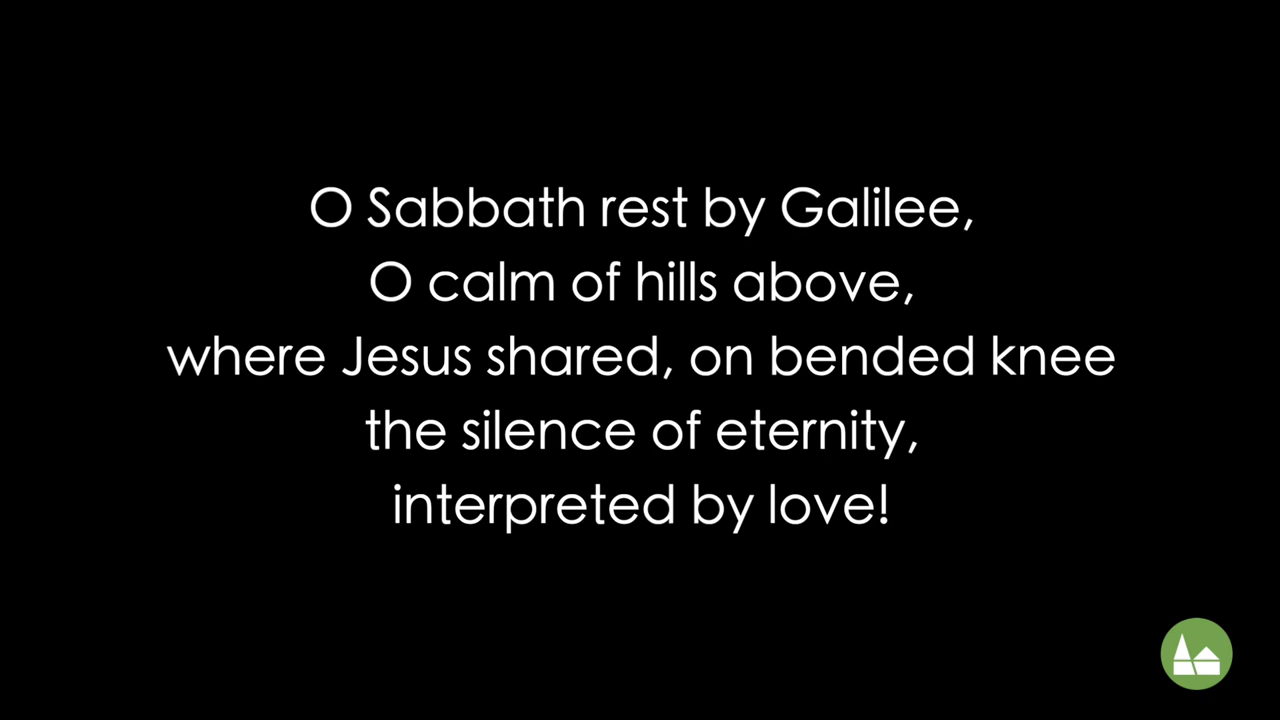 O Sabbath rest by Galilee,
O calm of hills above,
where Jesus shared, on bended knee
the silence of eternity,
interpreted by love!